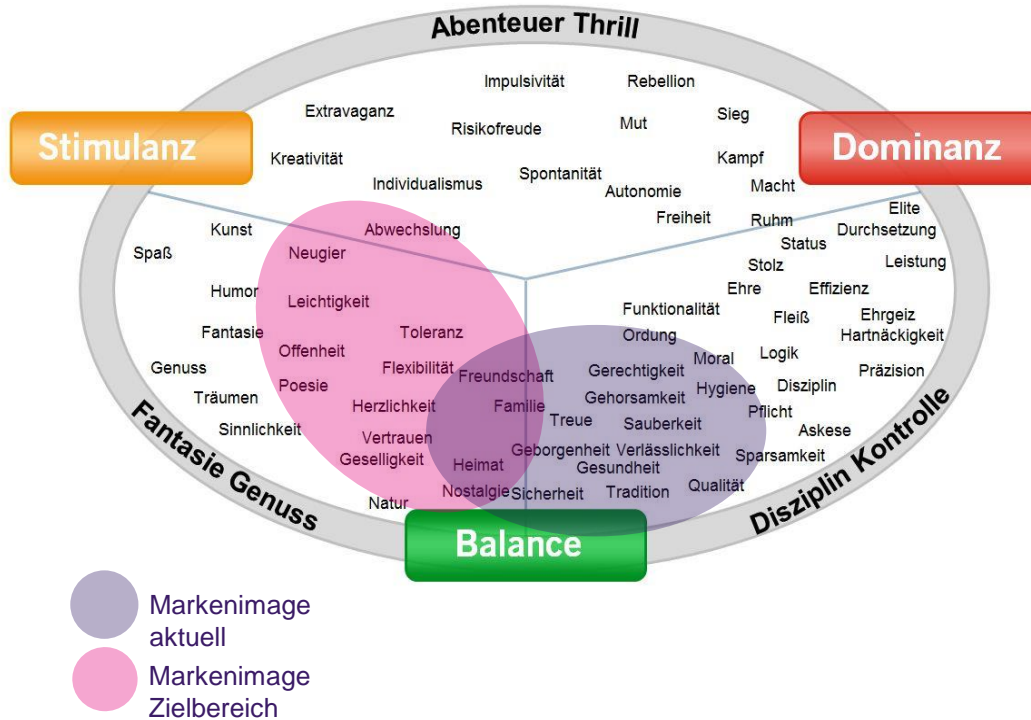 Abenteuer Thrill
Impulsivität
Rebellion
Extravaganz
Risikofreude
Mut
Sieg
Stimulanz
Dominanz
Kreativität
Kampf
Individualismus
Spontanität
Autonomie
Macht
Freiheit
Ruhm
Elite
Kunst
Abwechslung
Durchsetzung
Spaß
Neugier
Status
Stolz
Leistung
Humor
Leichtigkeit
Ehre
Effizienz
Funktionalität
Fleiß
Ehrgeiz
Fantasie
Toleranz
Ordung
Hartnäckigkeit
Offenheit
Moral
Logik
Genuss
Flexibilität
Freundschaft
Gerechtigkeit
Präzision
Poesie
Hygiene
Disziplin
Träumen
Herzlichkeit
Familie
Gehorsamkeit
Pflicht
Treue
Sauberkeit
Sinnlichkeit
Vertrauen
Askese
Geselligkeit
Geborgenheit
Verlässlichkeit
Sparsamkeit
Heimat
Gesundheit
Natur
Nostalgie
Sicherheit
Tradition
Qualität
Fantasie Genuss
Disziplin Kontrolle
Balance
Markenimage
aktuell
Markenimage
Zielbereich